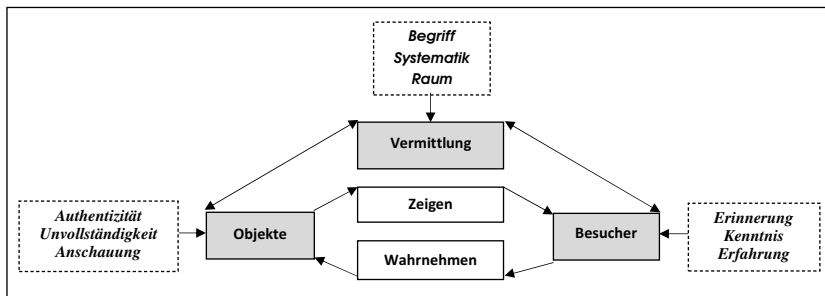 Begriff
Systematik
Raum
Vermittlung
Authentizität
Unvollständigkeit
Anschauung
Objekte
Zeigen
Wahrnehmen
Besucher
Erinnerung
Kenntnis
Erfahrung